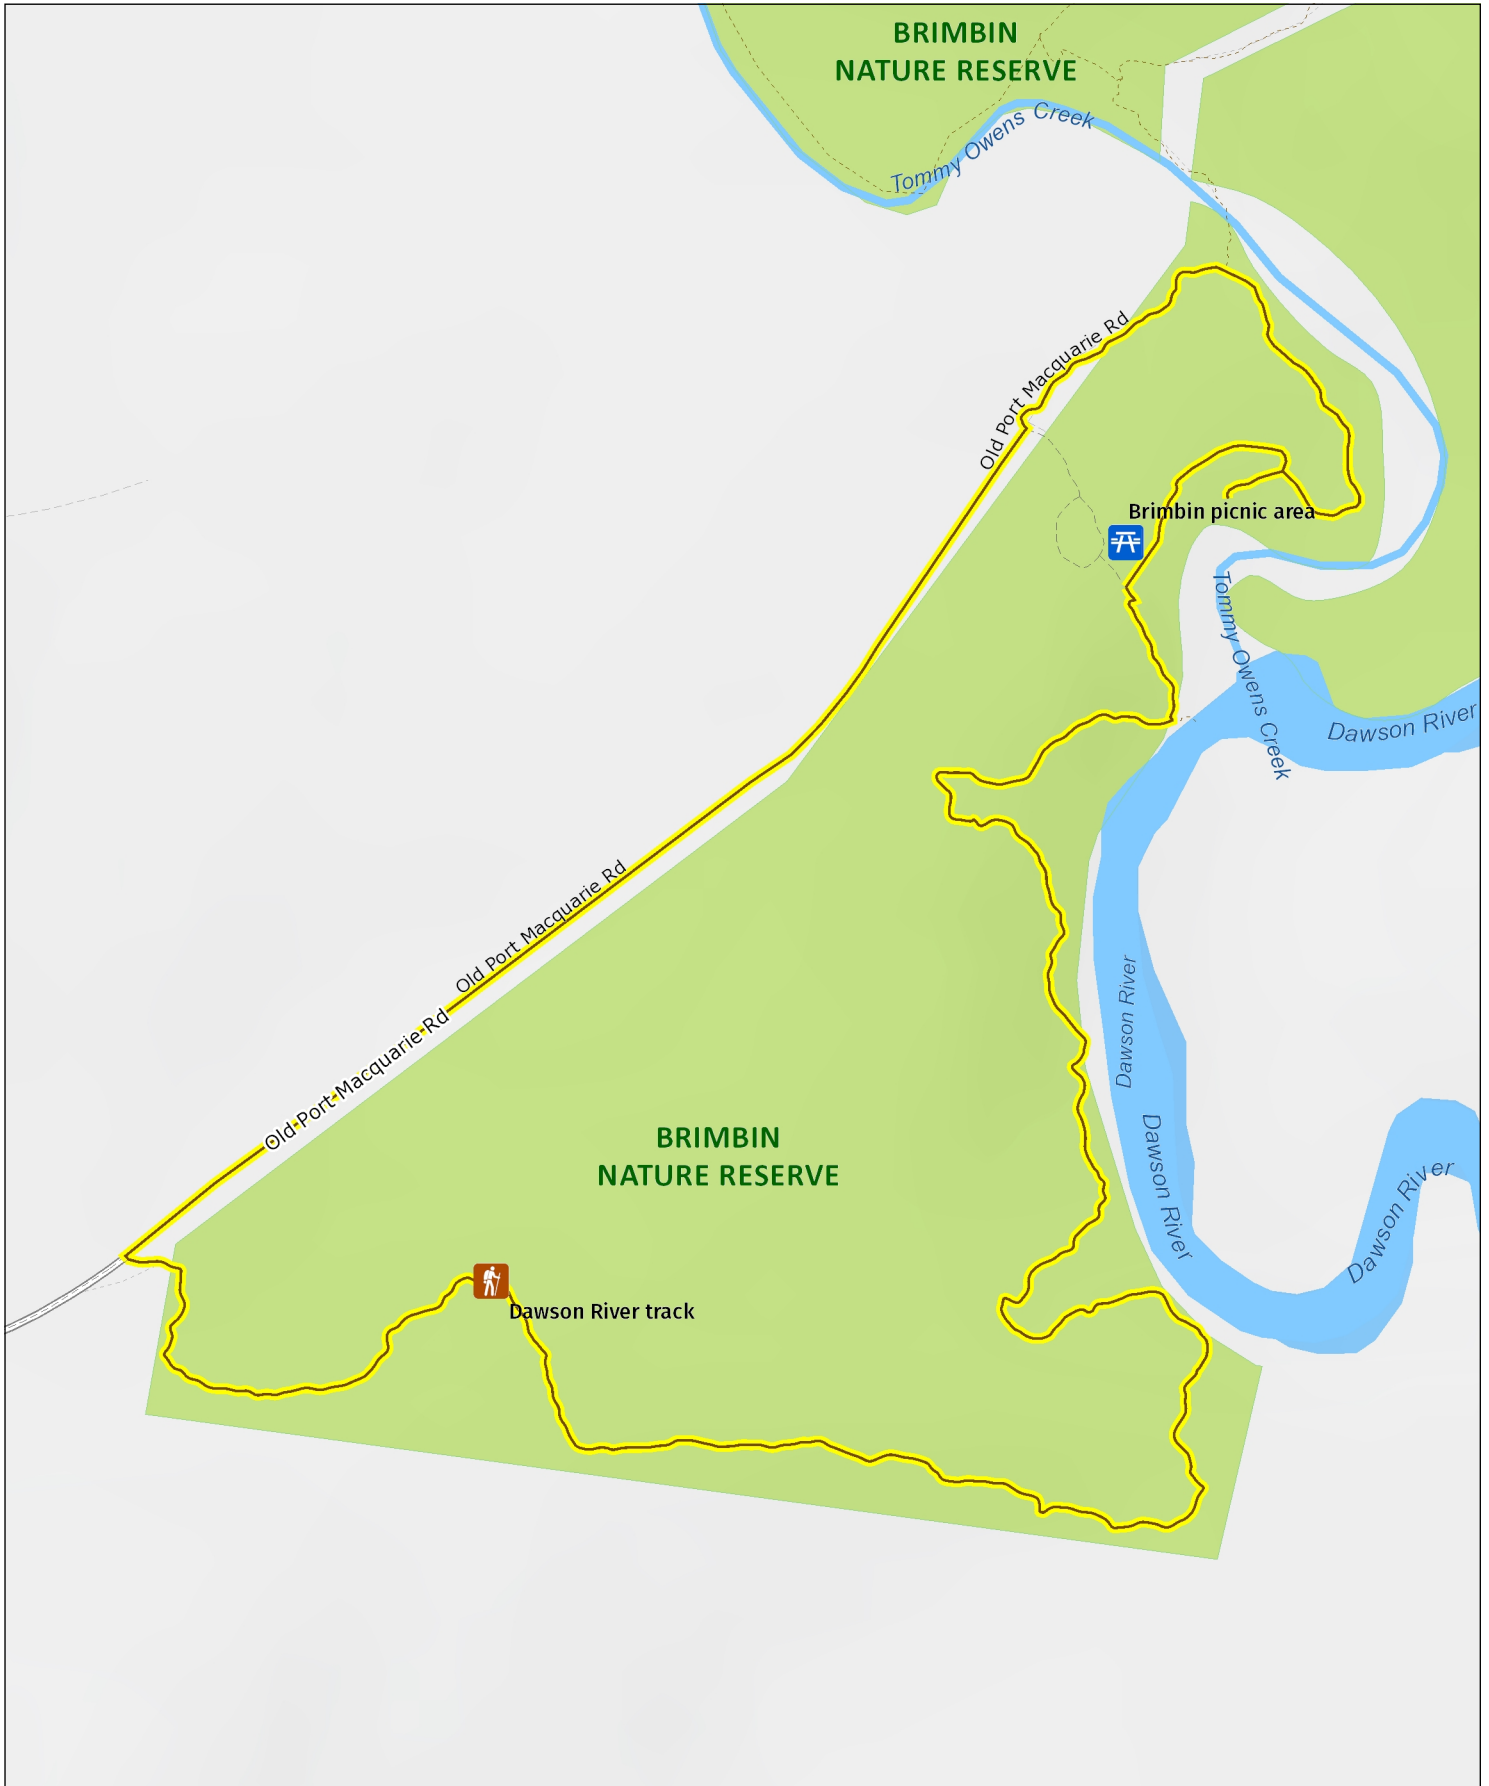 BRIMBIN
NATURE RESERVE
Tommy Owens Creek
Old Port Macquarie Rd
Brimbin picnic area
Tommy Owens Creek
Dawson River
Old Port Macquarie Rd
Dawson River
Old Port Macquarie Rd
BRIMBIN
NATURE RESERVE
Dawson River
Dawson River
Dawson River track